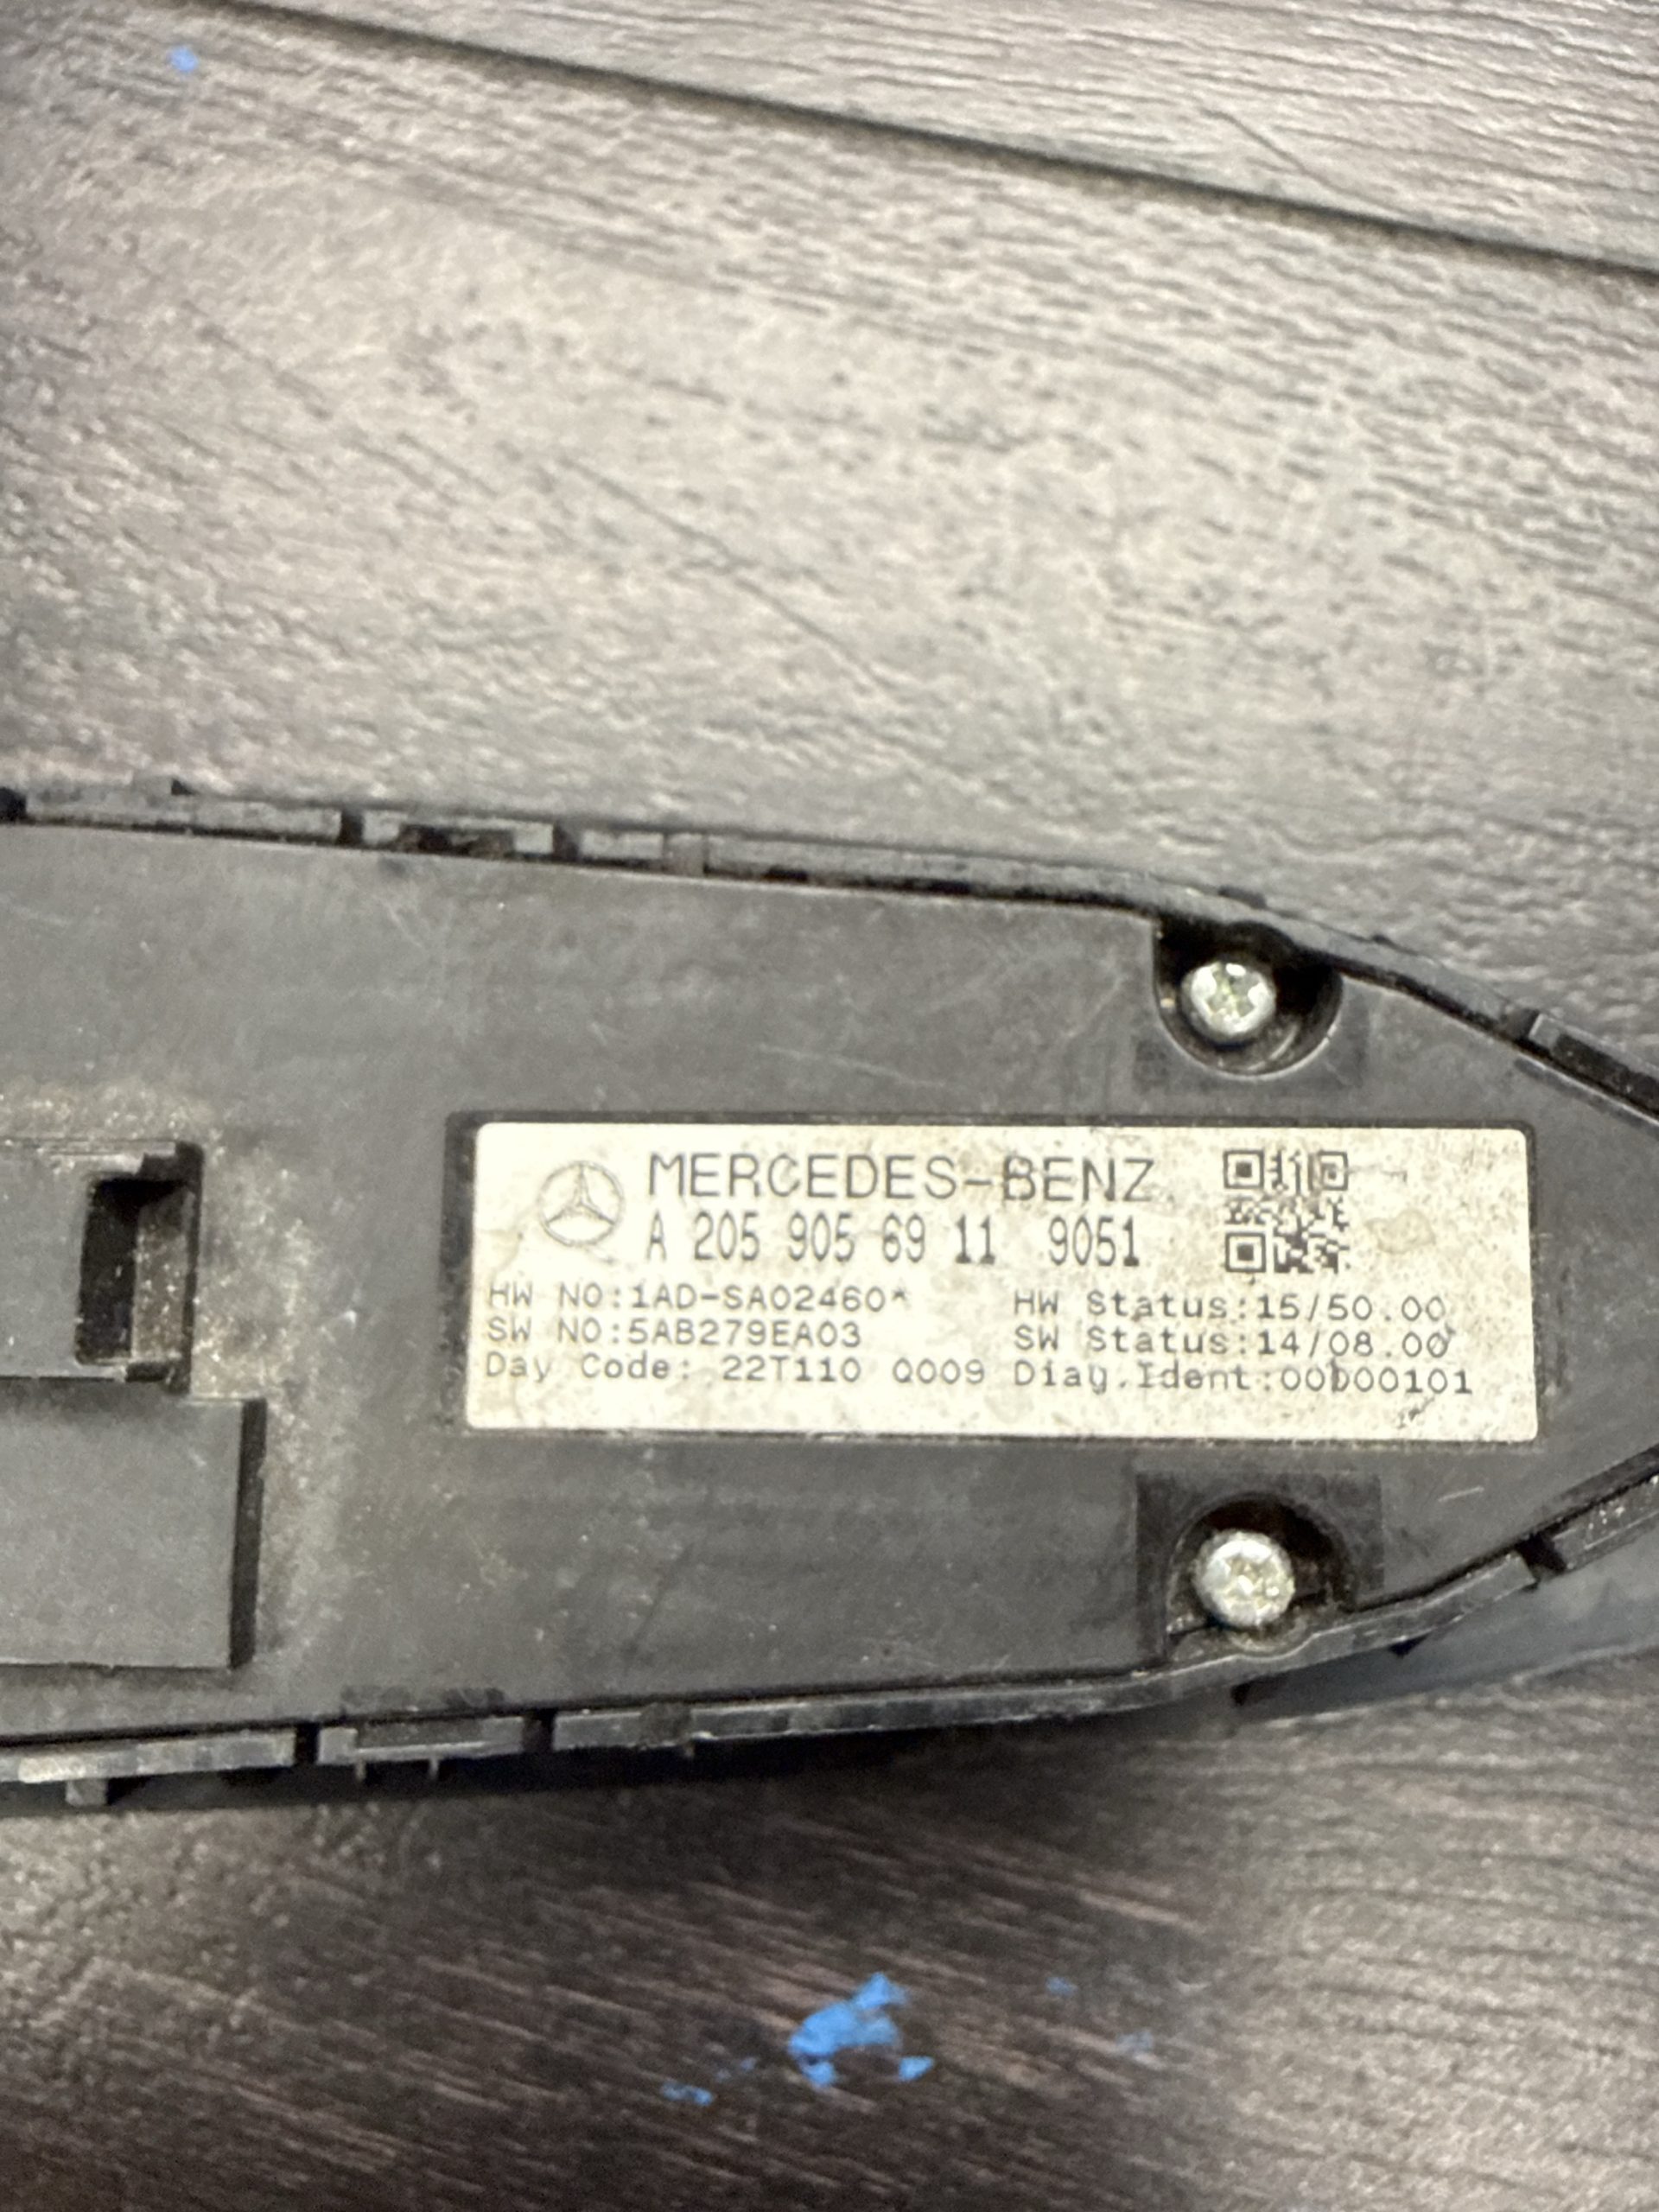 MERCEDES-BENZ
A 205 905 69 11 9051
HW NO:1AD-SA02460* HW Status:15/50.00
SW NO:5AB279EA03 SW Status:14/08.00
Day Code: 22T110 Q009 Diag.Ident:00D00101